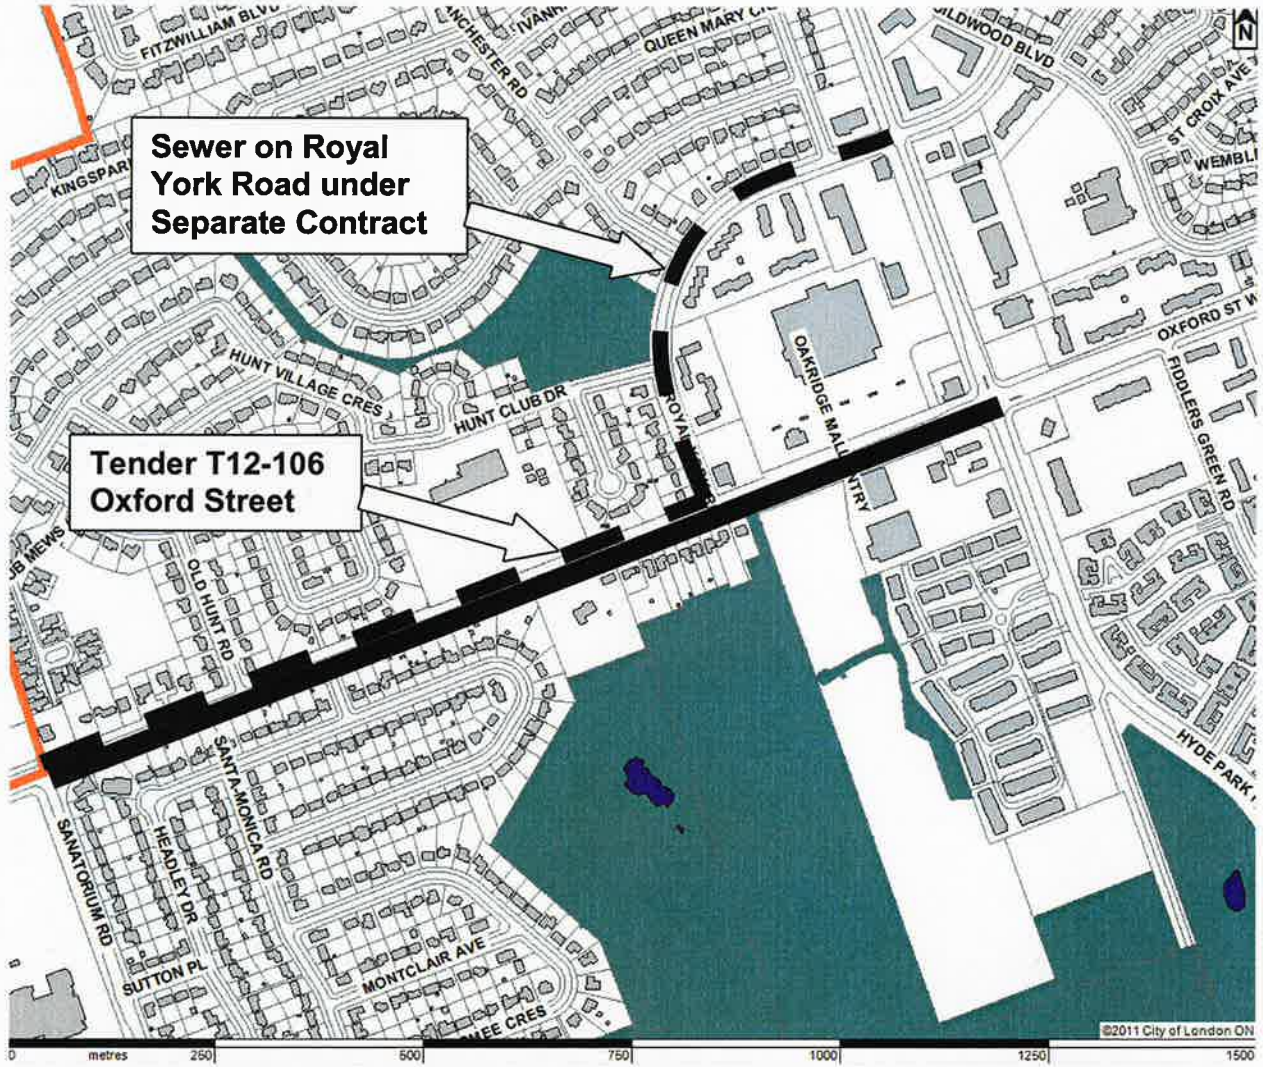 FITZWILLIAM BLVD
QUEEN MARY
WILDWOOD BLVD
N
ST CROIX AVE
Sewer on Royal
York Road under
Separate Contract
OXFORD ST W
OAKRIDGE MALL
FIDDLERS GREEN RD
HUNT VILLAGE CRES
HUNT CLUB DR
Tender T12-106
Oxford Street
MEWS
OLD HUNT RD
HYDE PARK
SANTA-MONICA RD
SANATORIUM RD
HEADLEY DR
SUTTON PL
MONTCLAIR AVE
CRES
©2011 City of London ON
0 metres 250 500 750 1000 1250 1500